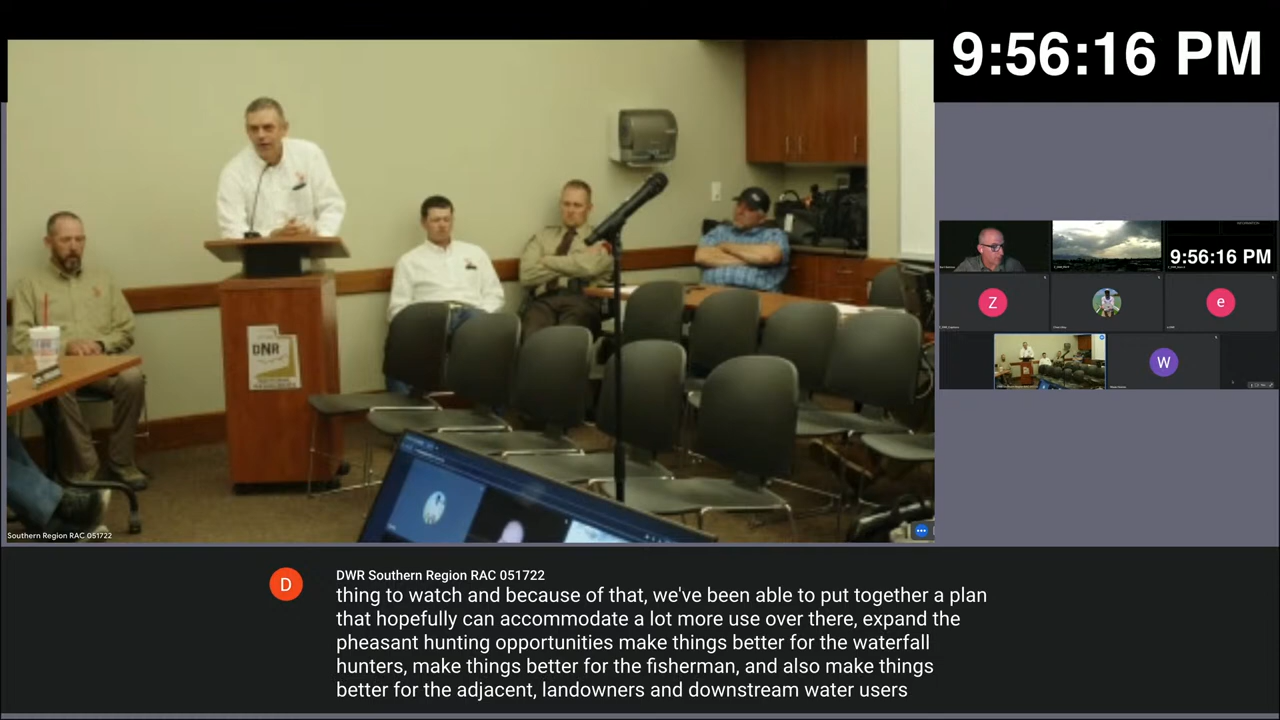 9:56:16 PM
9:56:16 PM
Z
e
W
DNR
Southern Region RAC 051722
D
DWR Southern Region RAC 051722
thing to watch and because of that, we've been able to put together a plan
that hopefully can accommodate a lot more use over there, expand the
pheasant hunting opportunities make things better for the waterfall
hunters, make things better for the fisherman, and also make things
better for the adjacent, landowners and downstream water users